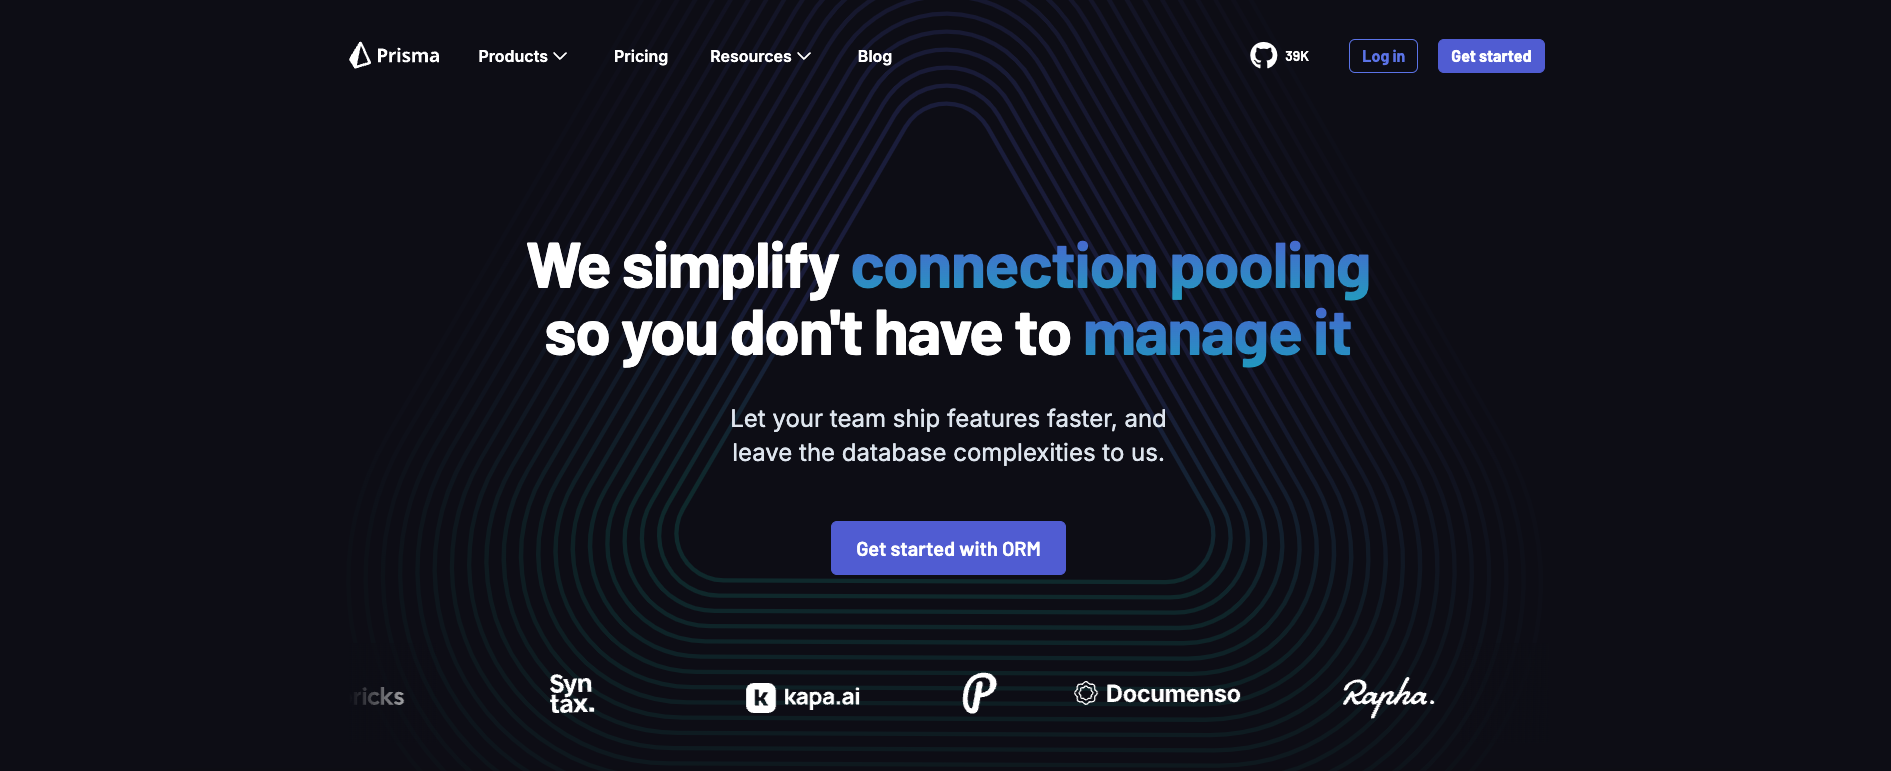 Prisma
Products
Pricing
Resources
Blog
39K
Log in
Get started
We simplify connection pooling
so you don't have to manage it
Let your team ship features faster, and
leave the database complexities to us.
Get started with ORM
ricks
Syn
tax.
k kapa.ai
P
Documenso
Rapha.